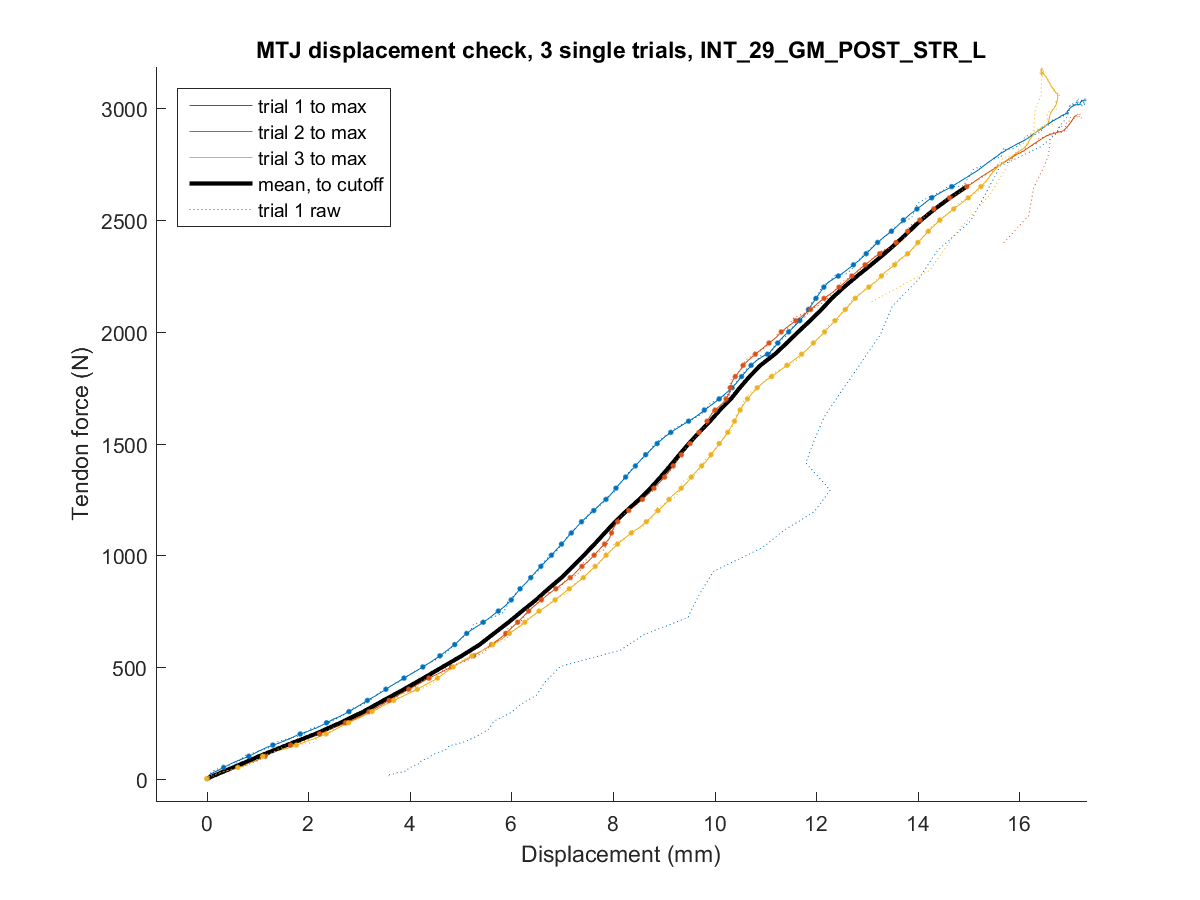 MTJ displacement check, 3 single trials, INT_29_GM_POST_STR_L
trial 1 to max
trial 2 to max
trial 3 to max
mean, to cutoff
trial 1 raw
3000
2500
2000
1500
1000
500
0
Tendon force (N)
0 2 4 6 8 10 12 14 16
Displacement (mm)